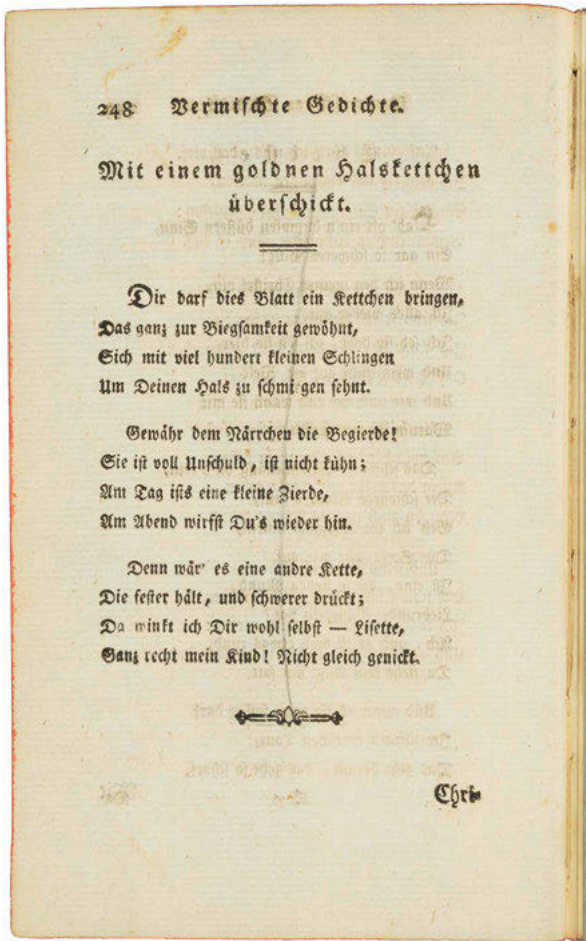 248 Vermischte Gedichte.
Mit einem goldnen Halskettchen
überschickt.
Dir darf dies Blatt ein Kettchen bringen,
Das ganz zur Biegsamkeit gewöhnt,
Sich mit viel hundert kleinen Schlingen
Um Deinen Hals zu schmiegen sehnt.
Gewähr dem Närrchen die Begierde!
Sie ist voll Unschuld, ist nicht kühn;
Am Tag ists eine kleine Zierde,
Am Abend wirfst Du's wieder hin.
Denn wär' es eine andre Kette,
Die fester hält, und schwerer drückt;
Da winkt ich Dir wohl selbst — Lisette,
Ganz recht mein Kind! Nicht gleich genickt.
Chri-